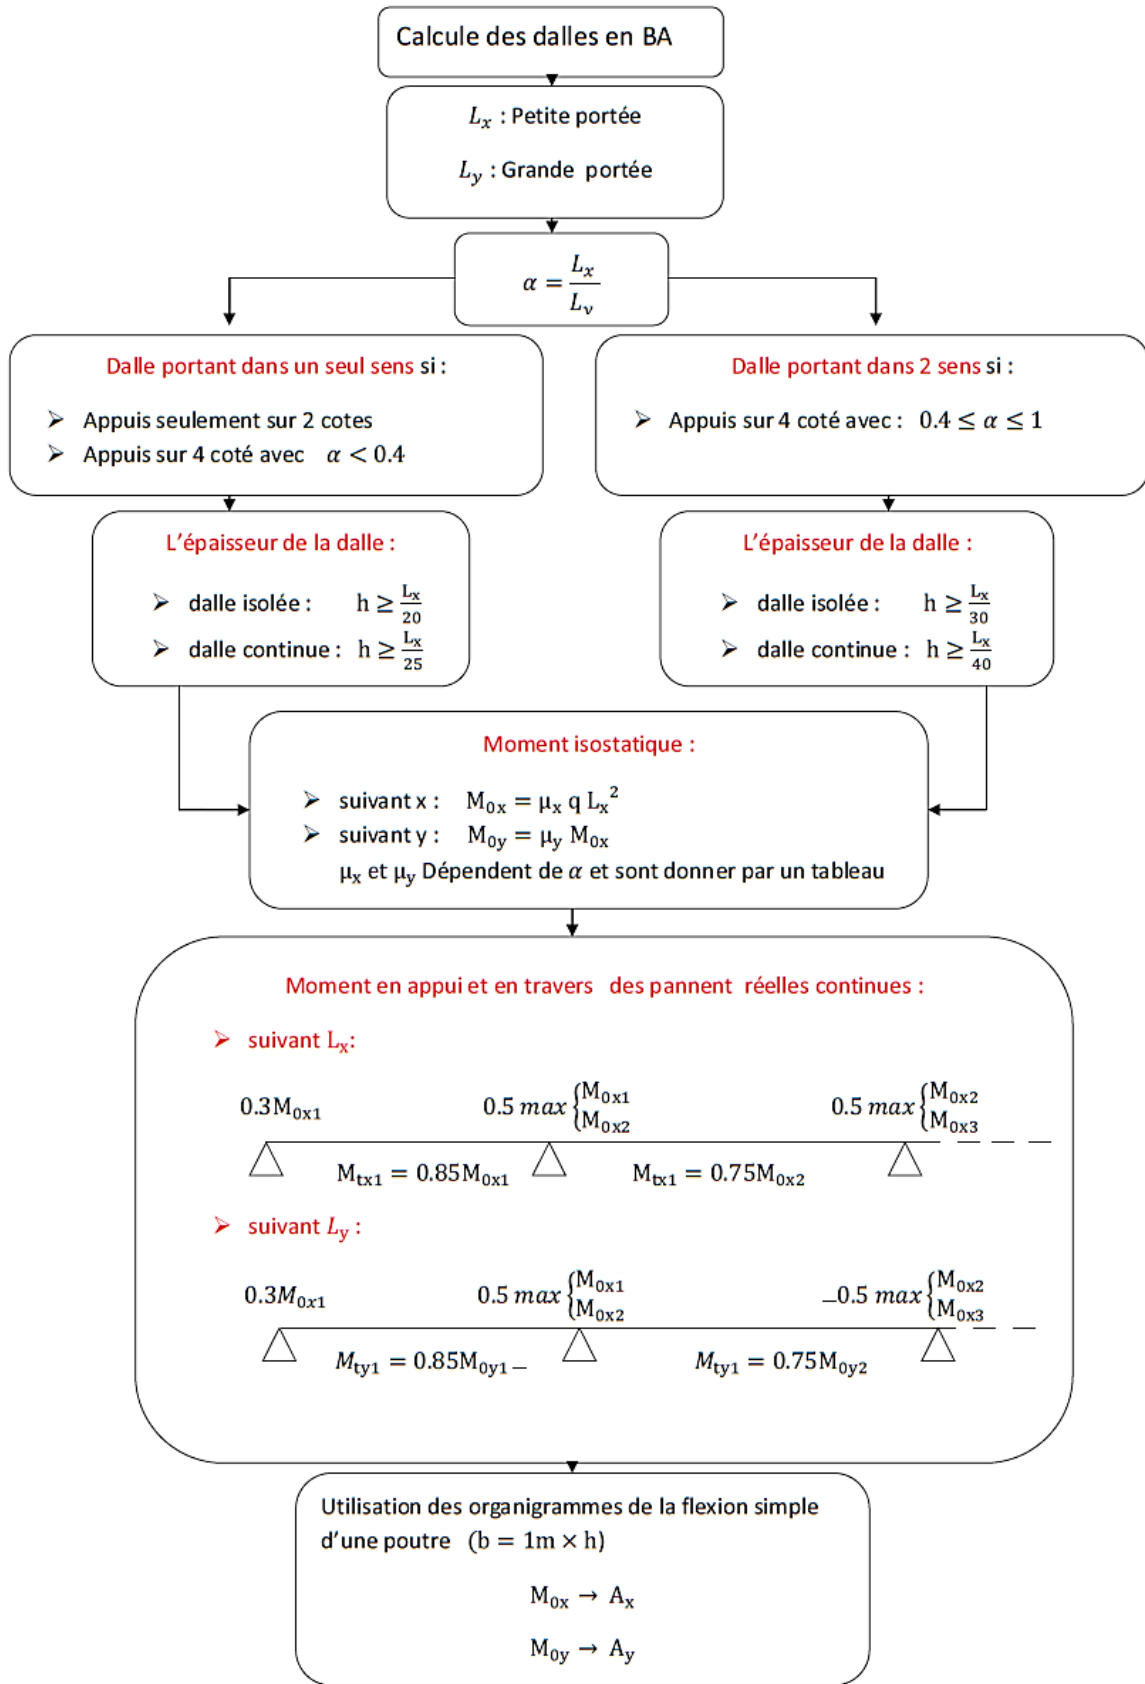 Calcule des dalles en BA
L_x : Petite portée
L_y : Grande portée
α = L_x / L_v
Dalle portant dans un seul sens si :
➢ Appuis seulement sur 2 cotes
➢ Appuis sur 4 coté avec α < 0.4
Dalle portant dans 2 sens si :
➢ Appuis sur 4 coté avec : 0.4 ≤ α ≤ 1
L'épaisseur de la dalle :
➢ dalle isolée : h ≥ L_x/20
➢ dalle continue : h ≥ L_x/25
L'épaisseur de la dalle :
➢ dalle isolée : h ≥ L_x/30
➢ dalle continue : h ≥ L_x/40
Moment isostatique :
➢ suivant x : M_0x = μ_x q L_x²
➢ suivant y : M_0y = μ_y M_0x
μ_x et μ_y Dépendent de α et sont donner par un tableau
Moment en appui et en travers des pannent réelles continues :
➢ suivant L_x:
0.3M_0x1 0.5 max {M_0x1 M_0x2 0.5 max {M_0x2 M_0x3
M_tx1 = 0.85M_0x1 M_tx1 = 0.75M_0x2
➢ suivant L_y :
0.3M_0x1 0.5 max {M_0x1 M_0x2 _0.5 max {M_0x2 M_0x3
M_ty1 = 0.85M_0y1 _ M_ty1 = 0.75M_0y2
Utilisation des organigrammes de la flexion simple
d'une poutre (b = 1m × h)
M_0x → A_x
M_0y → A_y